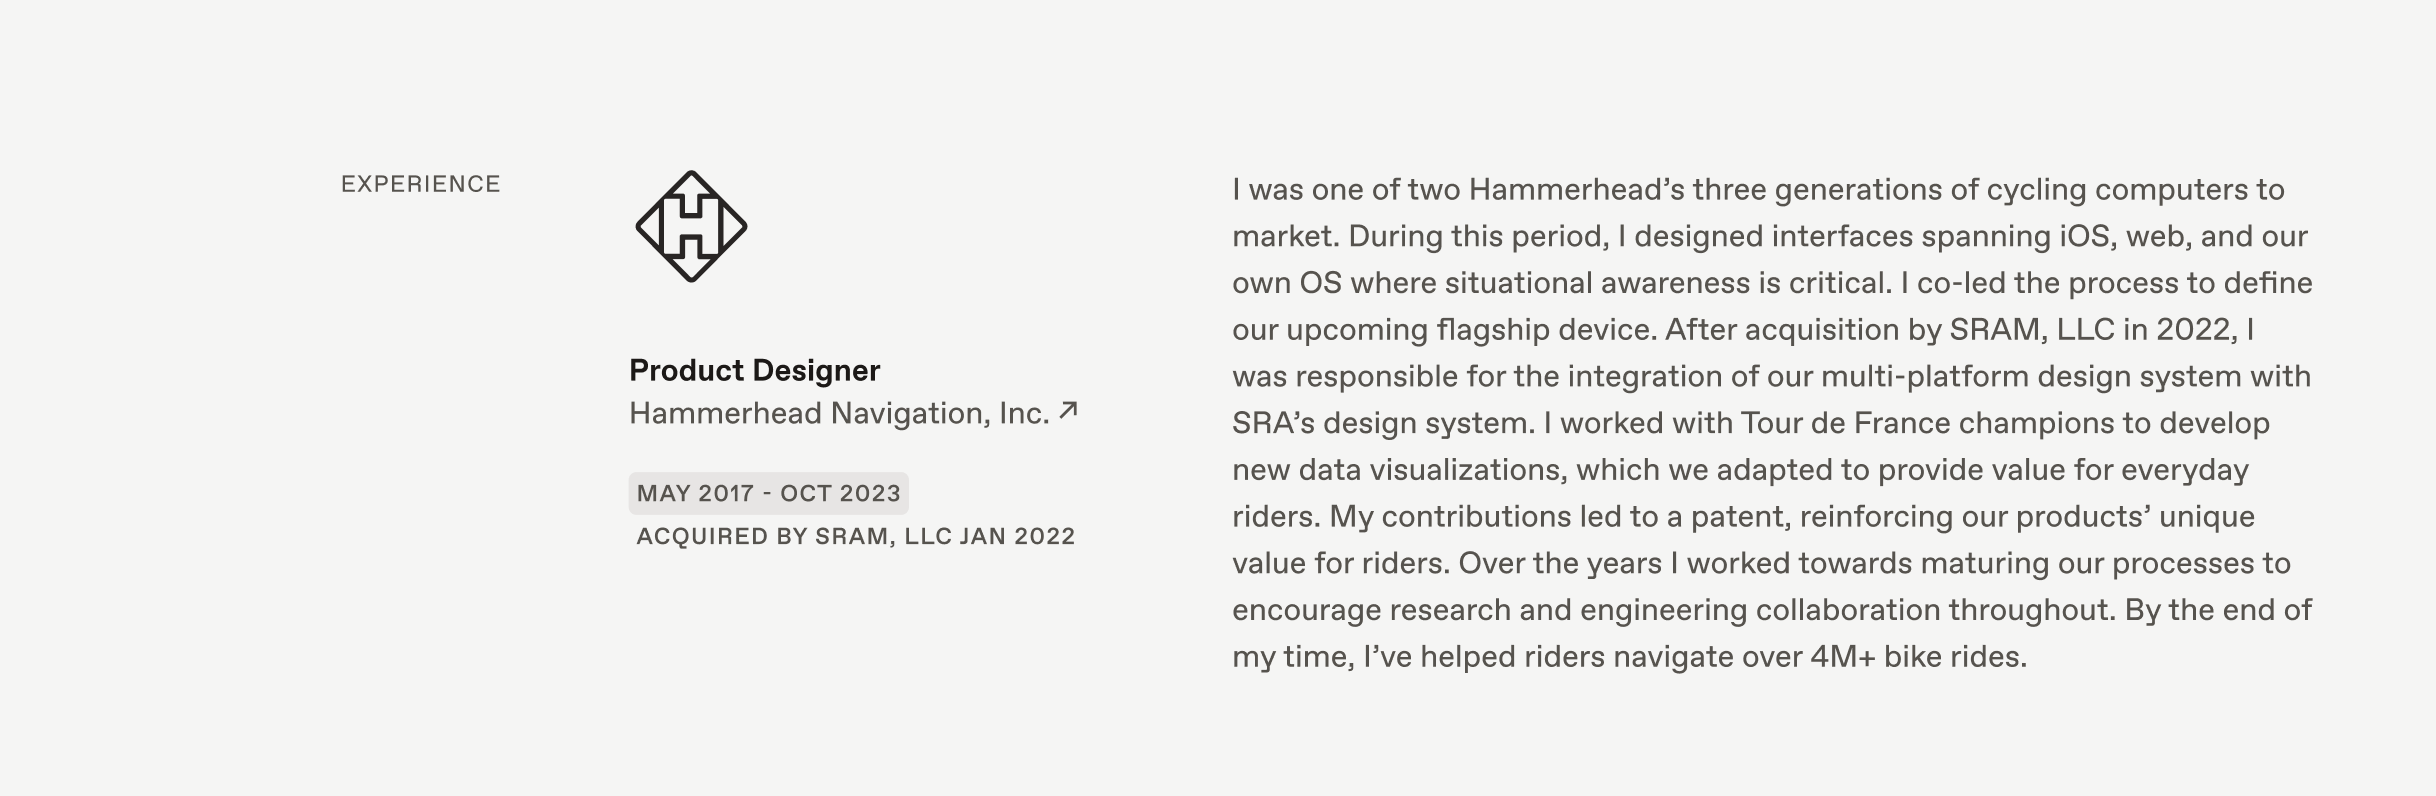 EXPERIENCE
H
Product Designer
Hammerhead Navigation, Inc. ↗
MAY 2017 - OCT 2023
ACQUIRED BY SRAM, LLC JAN 2022
I was one of two Hammerhead’s three generations of cycling computers to
market. During this period, I designed interfaces spanning iOS, web, and our
own OS where situational awareness is critical. I co-led the process to define
our upcoming flagship device. After acquisition by SRAM, LLC in 2022, I
was responsible for the integration of our multi-platform design system with
SRA’s design system. I worked with Tour de France champions to develop
new data visualizations, which we adapted to provide value for everyday
riders. My contributions led to a patent, reinforcing our products’ unique
value for riders. Over the years I worked towards maturing our processes to
encourage research and engineering collaboration throughout. By the end of
my time, I’ve helped riders navigate over 4M+ bike rides.